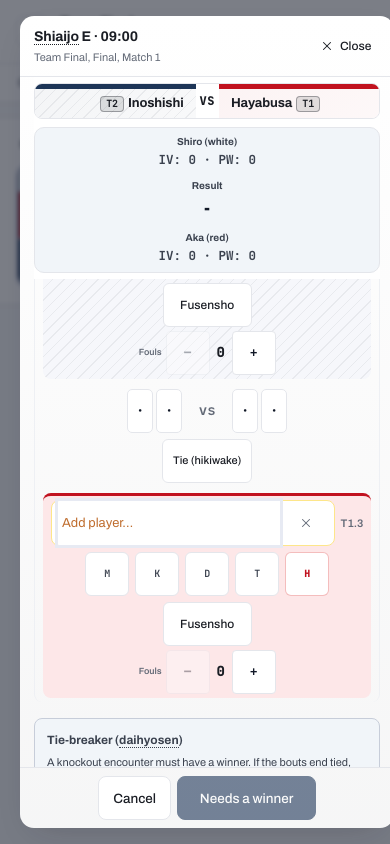 Shiaijo E · 09:00
Close
Team Final, Final, Match 1
T2 Inoshishi VS Hayabusa T1
Shiro (white)
IV: 0 · PW: 0
Result
-
Aka (red)
IV: 0 · PW: 0
Fusensho
Fouls − 0 +
· · VS · ·
Tie (hikiwake)
Add player... × T1.3
M K D T H
Fusensho
Fouls − 0 +
Tie-breaker (daihyosen)
A knockout encounter must have a winner. If the bouts end tied,
Cancel
Needs a winner